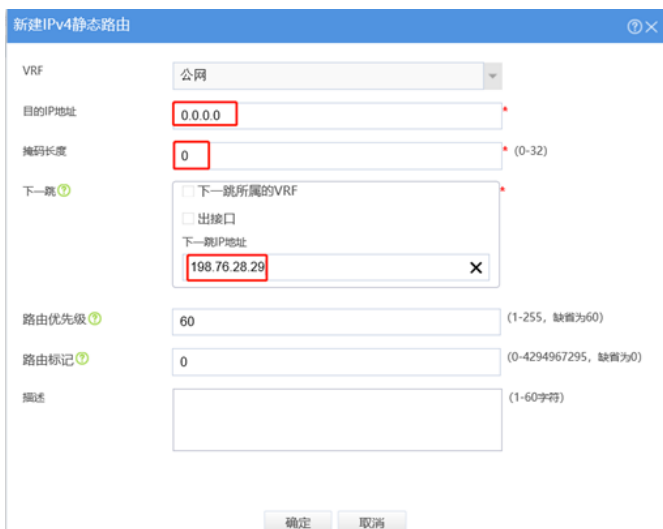 新建IPv4静态路由
VRF 公网
目的IP地址 0.0.0.0 *
掩码长度 0 * (0-32)
下一跳 下一跳所属的VRF *
出接口
下一跳IP地址
198.76.28.29
路由优先级 60 (1-255，缺省为60)
路由标记 0 (0-4294967295，缺省为0)
描述 (1-60字符)
确定 取消